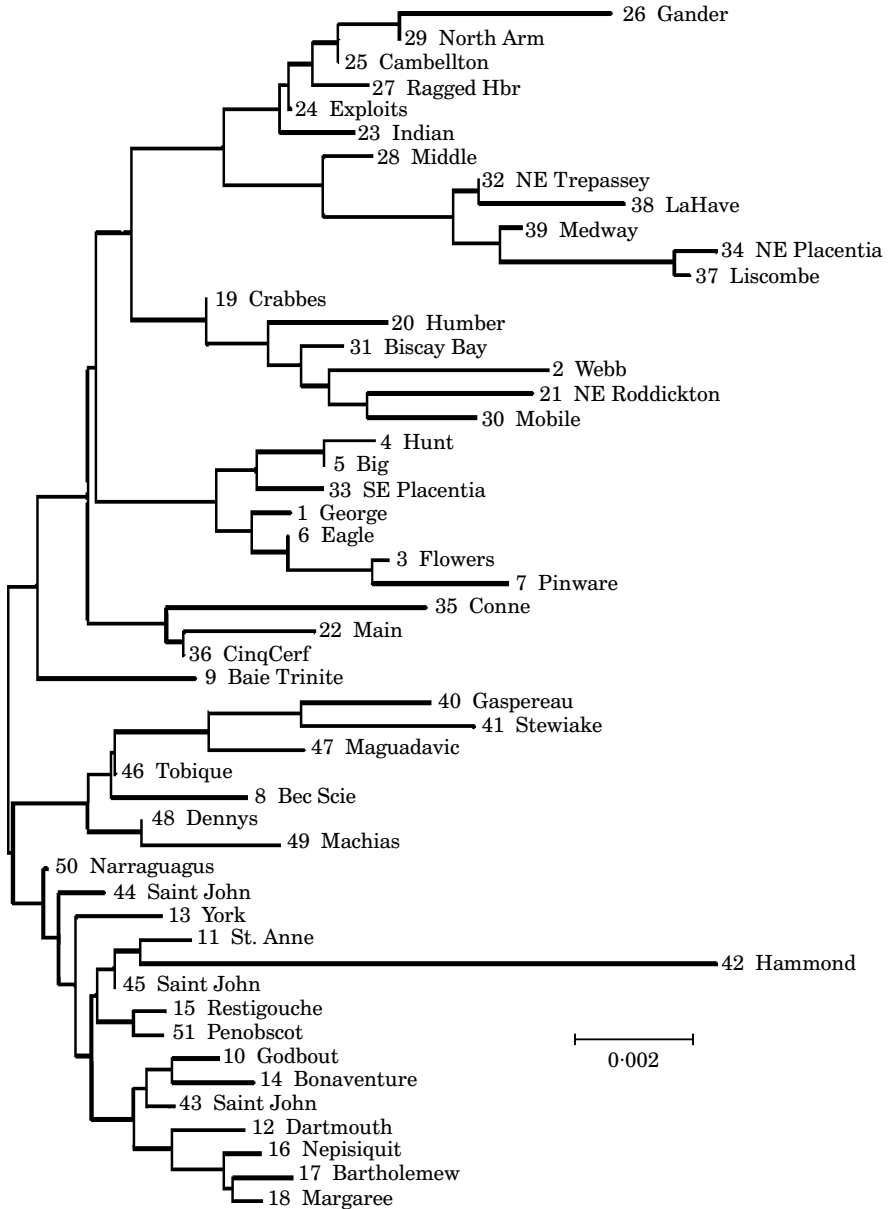 26 Gander
29 North Arm
25 Cambellton
27 Ragged Hbr
24 Exploits
23 Indian
28 Middle
32 NE Trepassey
38 LaHave
39 Medway
34 NE Placentia
37 Liscombe
19 Crabbes
20 Humber
31 Biscay Bay
2 Webb
21 NE Roddickton
30 Mobile
4 Hunt
5 Big
33 SE Placentia
1 George
6 Eagle
3 Flowers
7 Pinware
35 Conne
22 Main
36 CinqCerf
9 Baie Trinite
40 Gaspereau
41 Stewiake
47 Maguadavic
46 Tobique
8 Bec Scie
48 Dennys
49 Machias
50 Narraguagus
44 Saint John
13 York
11 St. Anne
42 Hammond
45 Saint John
15 Restigouche
51 Penobscot
10 Godbout
0·002
14 Bonaventure
43 Saint John
12 Dartmouth
16 Nepisiquit
17 Bartholemew
18 Margaree